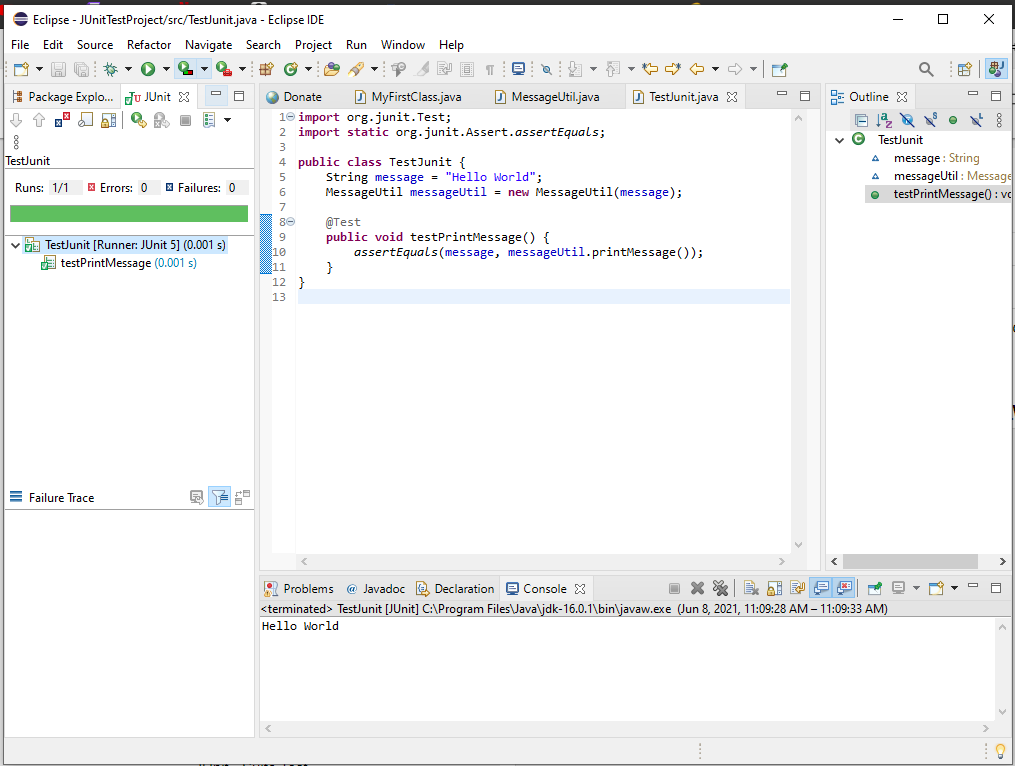 Eclipse - JUnitTestProject/src/TestJunit.java - Eclipse IDE
File Edit Source Refactor Navigate Search Project Run Window Help
Package Explo... JUnit
TestJunit
Runs: 1/1 Errors: 0 Failures: 0
TestJunit [Runner: JUnit 5] (0.001 s)
testPrintMessage (0.001 s)
Failure Trace
Donate MyFirstClass.java MessageUtil.java TestJunit.java
1 import org.junit.Test;
2 import static org.junit.Assert.assertEquals;
3
4 public class TestJunit {
5 String message = "Hello World";
6 MessageUtil messageUtil = new MessageUtil(message);
7
8 @Test
9 public void testPrintMessage() {
10 assertEquals(message, messageUtil.printMessage());
11 }
12 }
13
Outline
TestJunit
message : String
messageUtil : Message
testPrintMessage() : vo
Problems @ Javadoc Declaration Console
<terminated> TestJunit [JUnit] C:\Program Files\Java\jdk-16.0.1\bin\javaw.exe (Jun 8, 2021, 11:09:28 AM – 11:09:33 AM)
Hello World